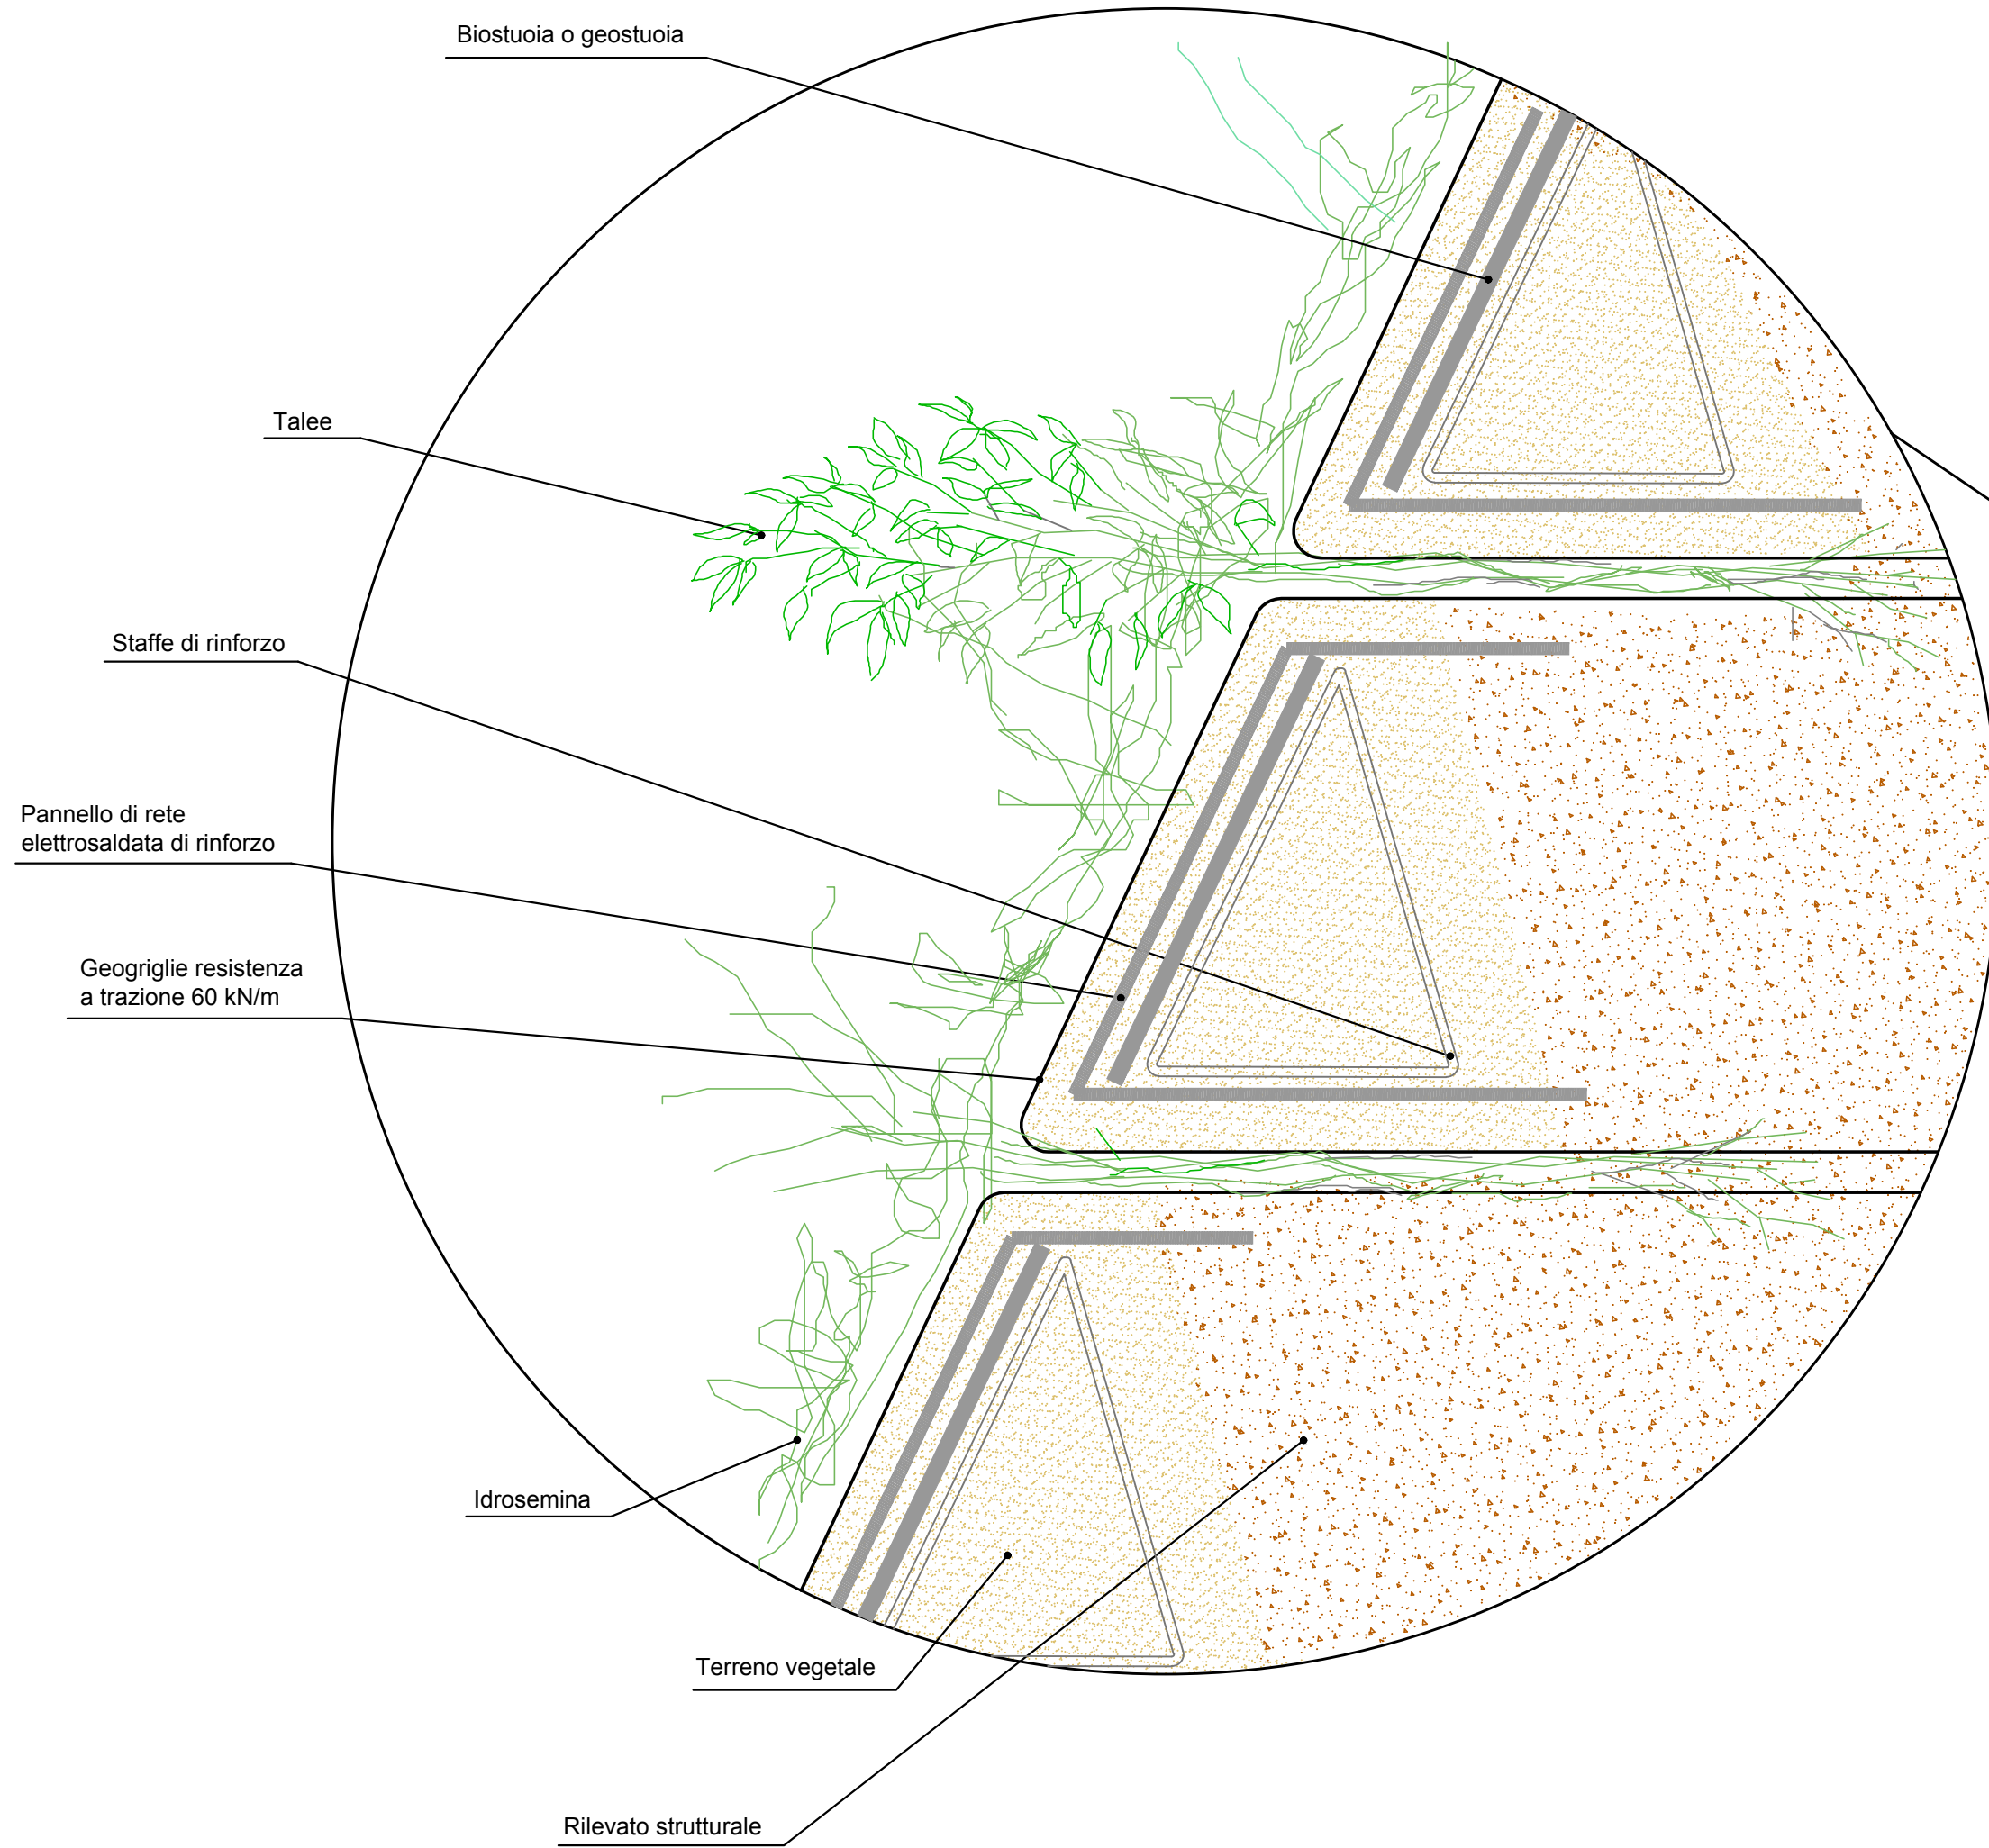 Biostuoia o geostuoia
Talee
Staffe di rinforzo
Pannello di rete
elettrosaldata di rinforzo
Geogriglie resistenza
a trazione 60 kN/m
Idrosemina
Terreno vegetale
Rilevato strutturale